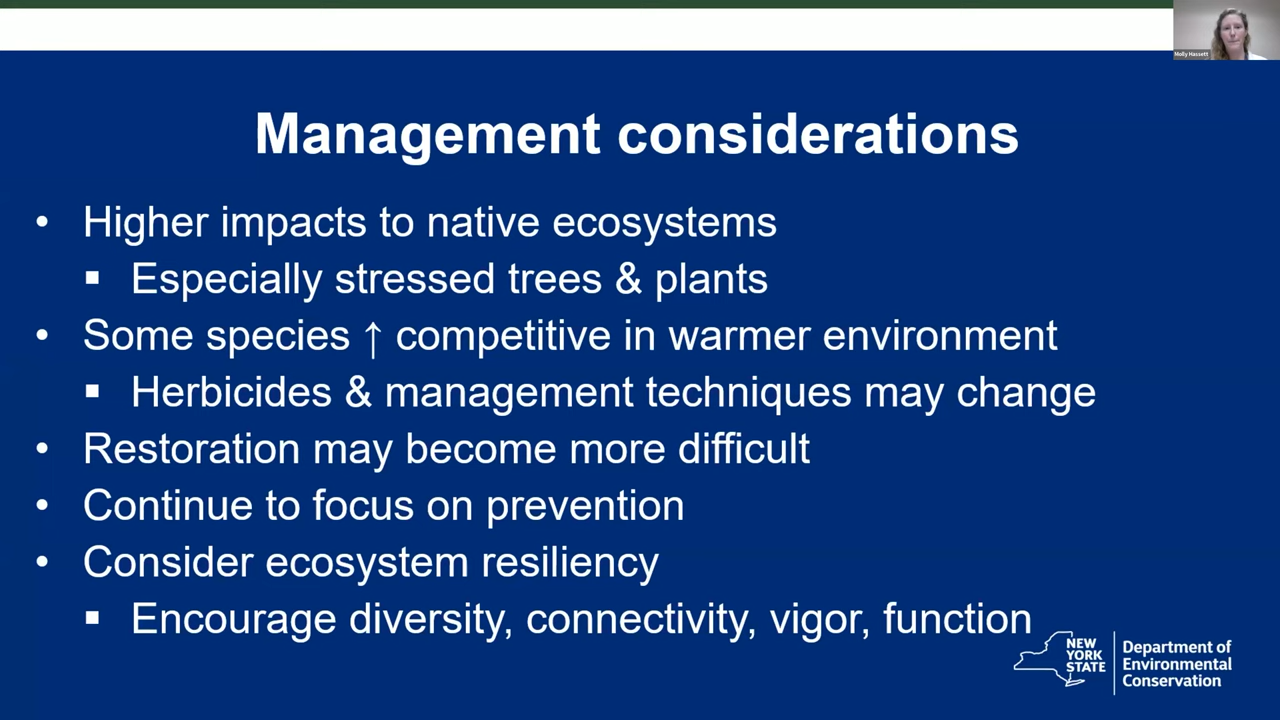 Molly Hassett
Management considerations
• Higher impacts to native ecosystems
▪ Especially stressed trees & plants
• Some species ↑ competitive in warmer environment
▪ Herbicides & management techniques may change
• Restoration may become more difficult
• Continue to focus on prevention
• Consider ecosystem resiliency
▪ Encourage diversity, connectivity, vigor, function
NEW
YORK
STATE
Department of
Environmental
Conservation